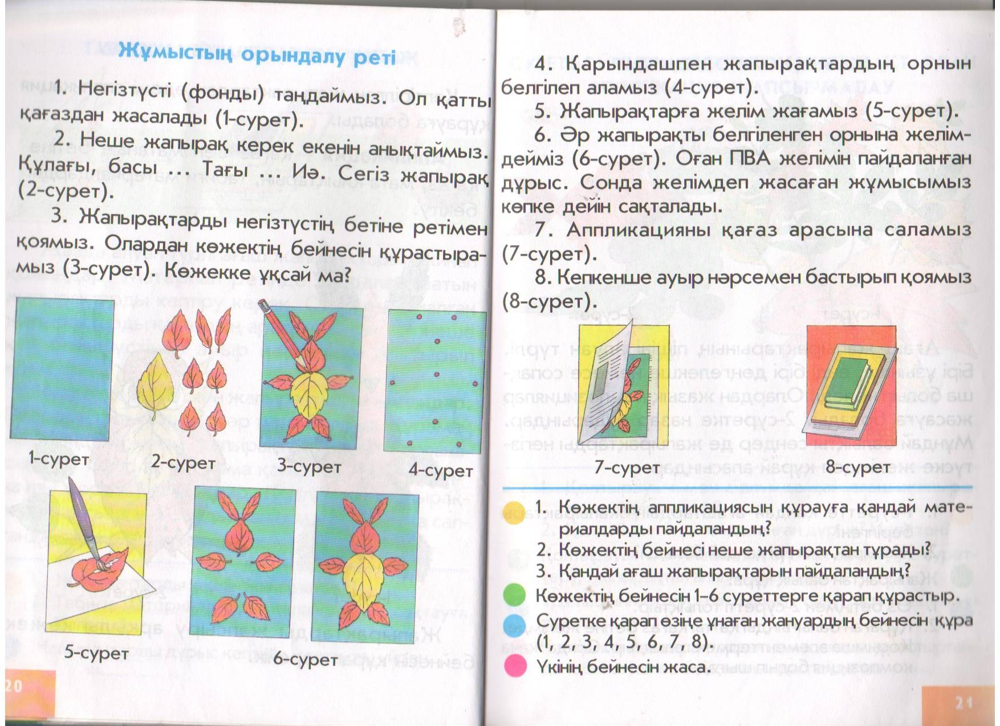 Жұмыстың орындалу реті
1. Негізтүсті (фонды) таңдаймыз. Ол қатты
қағаздан жасалады (1-сурет).
2. Неше жапырақ керек екенін анықтаймыз.
Құлағы, басы ... Тағы ... Иә. Сегіз жапырақ
(2-сурет).
3. Жапырақтарды негізтүстің бетіне ретімен
қоямыз. Олардан көжектің бейнесін құрастыра-
мыз (3-сурет). Көжекке ұқсай ма?
1-сурет
2-сурет
3-сурет
4-сурет
5-сурет
6-сурет
20
4. Қарындашпен жапырақтардың орнын
белгілеп аламыз (4-сурет).
5. Жапырақтарға желім жағамыз (5-сурет).
6. Әр жапырақты белгіленген орнына желім-
дейміз (6-сурет). Оған ПВА желімін пайдаланған
дұрыс. Сонда желімдеп жасаған жұмысымыз
көпке дейін сақталады.
7. Аппликацияны қағаз арасына саламыз
(7-сурет).
8. Кепкенше ауыр нәрсемен бастырып қоямыз
(8-сурет).
7-сурет
8-сурет
1. Көжектің аппликациясын құрауға қандай мате-
риалдарды пайдаландың?
2. Көжектің бейнесі неше жапырақтан тұрады?
3. Қандай ағаш жапырақтарын пайдаландың?
Көжектің бейнесін 1–6 суреттерге қарап құрастыр.
Суретке қарап өзіңе ұнаған жануардың бейнесін құра
(1, 2, 3, 4, 5, 6, 7, 8).
Үкінің бейнесін жаса.
21